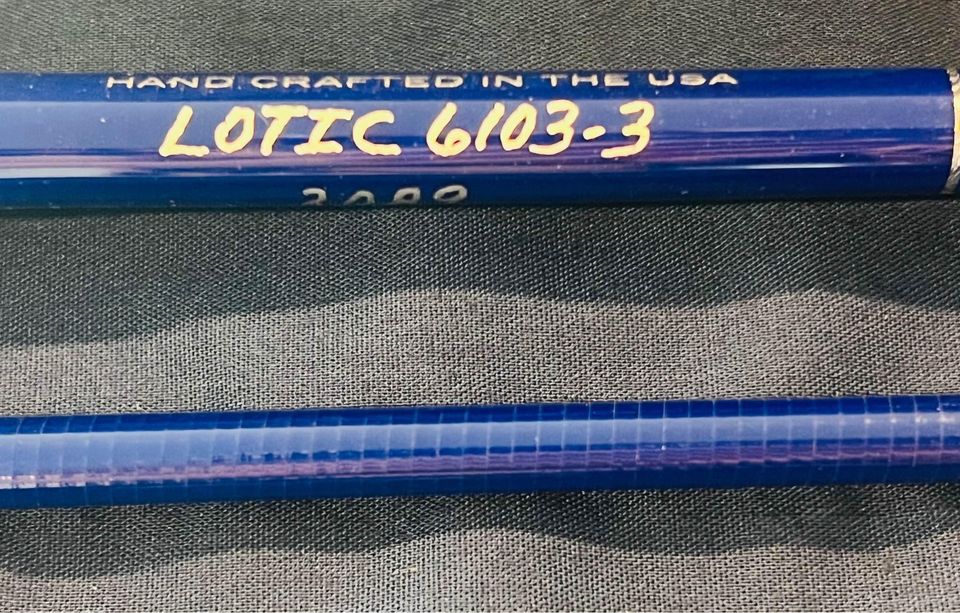 HAND CRAFTED IN THE USA
LOTIC 6103-3